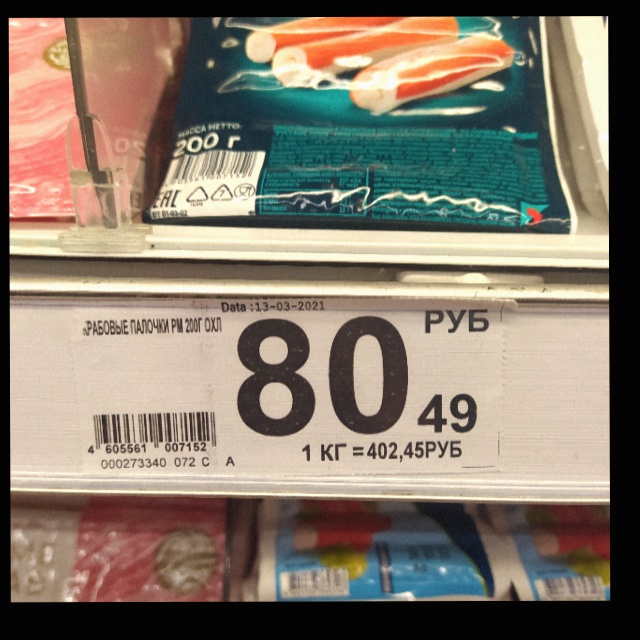 МАССА НЕТТО:
200 г
EAC
Data :13-03-2021
РАБОВЫЕ ПАЛОЧКИ РМ 200Г ОХЛ
80
РУБ
49
1 КГ =402,45РУБ
4 605561 007152
000273340 072 С А